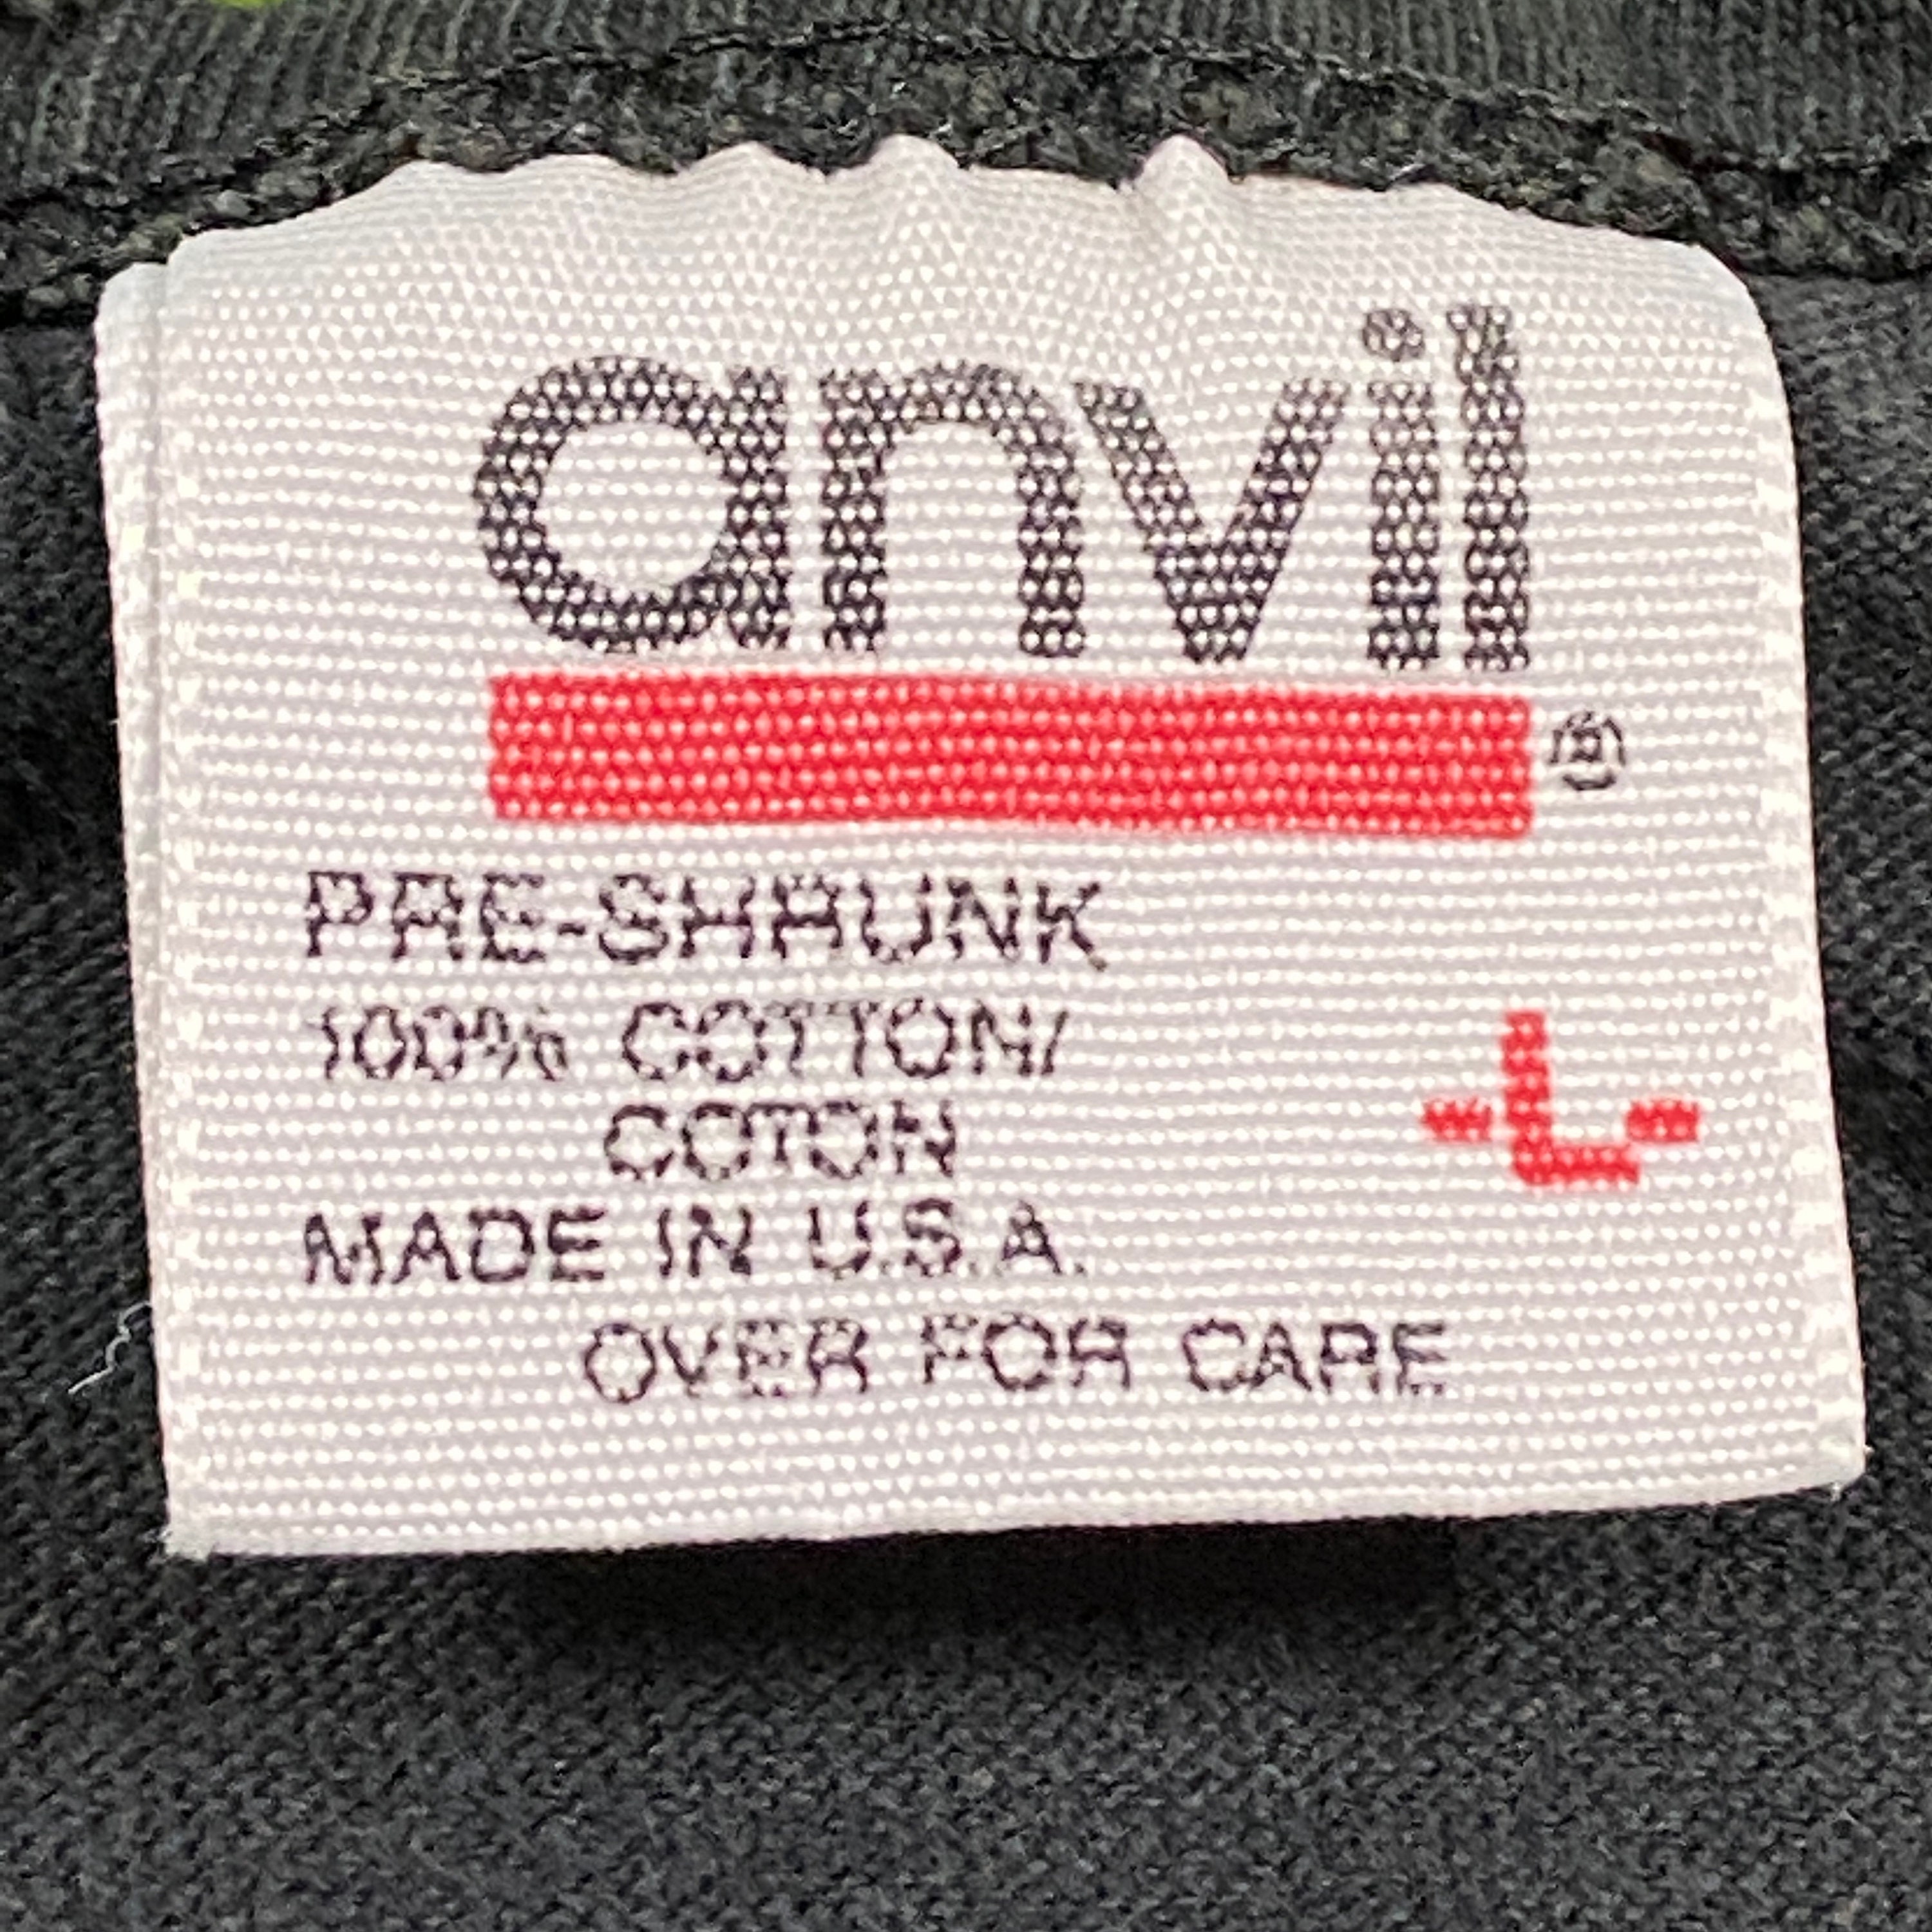 anvil
®
PRE-SHRUNK
100% COTTON/
COTON
-L-
MADE IN U.S.A.
OVER FOR CARE